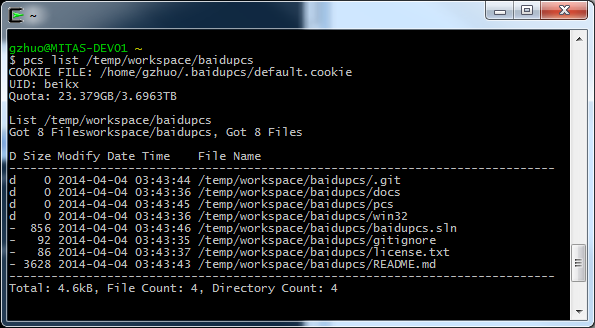 ~
gzhuo@MITAS-DEV01 ~
$ pcs list /temp/workspace/baidupcs
COOKIE FILE: /home/gzhuo/.baidupcs/default.cookie
UID: beikx
Quota: 23.379GB/3.6963TB
List /temp/workspace/baidupcs
Got 8 Filesworkspace/baidupcs, Got 8 Files
D Size Modify Date Time    File Name
------------------------------------------------------------------------------
d    0 2014-04-04 03:43:44 /temp/workspace/baidupcs/.git
d    0 2014-04-04 03:43:36 /temp/workspace/baidupcs/docs
d    0 2014-04-04 03:43:45 /temp/workspace/baidupcs/pcs
d    0 2014-04-04 03:43:36 /temp/workspace/baidupcs/win32
-  856 2014-04-04 03:43:46 /temp/workspace/baidupcs/baidupcs.sln
-   92 2014-04-04 03:43:35 /temp/workspace/baidupcs/gitignore
-   86 2014-04-04 03:43:37 /temp/workspace/baidupcs/license.txt
- 3628 2014-04-04 03:43:43 /temp/workspace/baidupcs/README.md
------------------------------------------------------------------------------
Total: 4.6kB, File Count: 4, Directory Count: 4